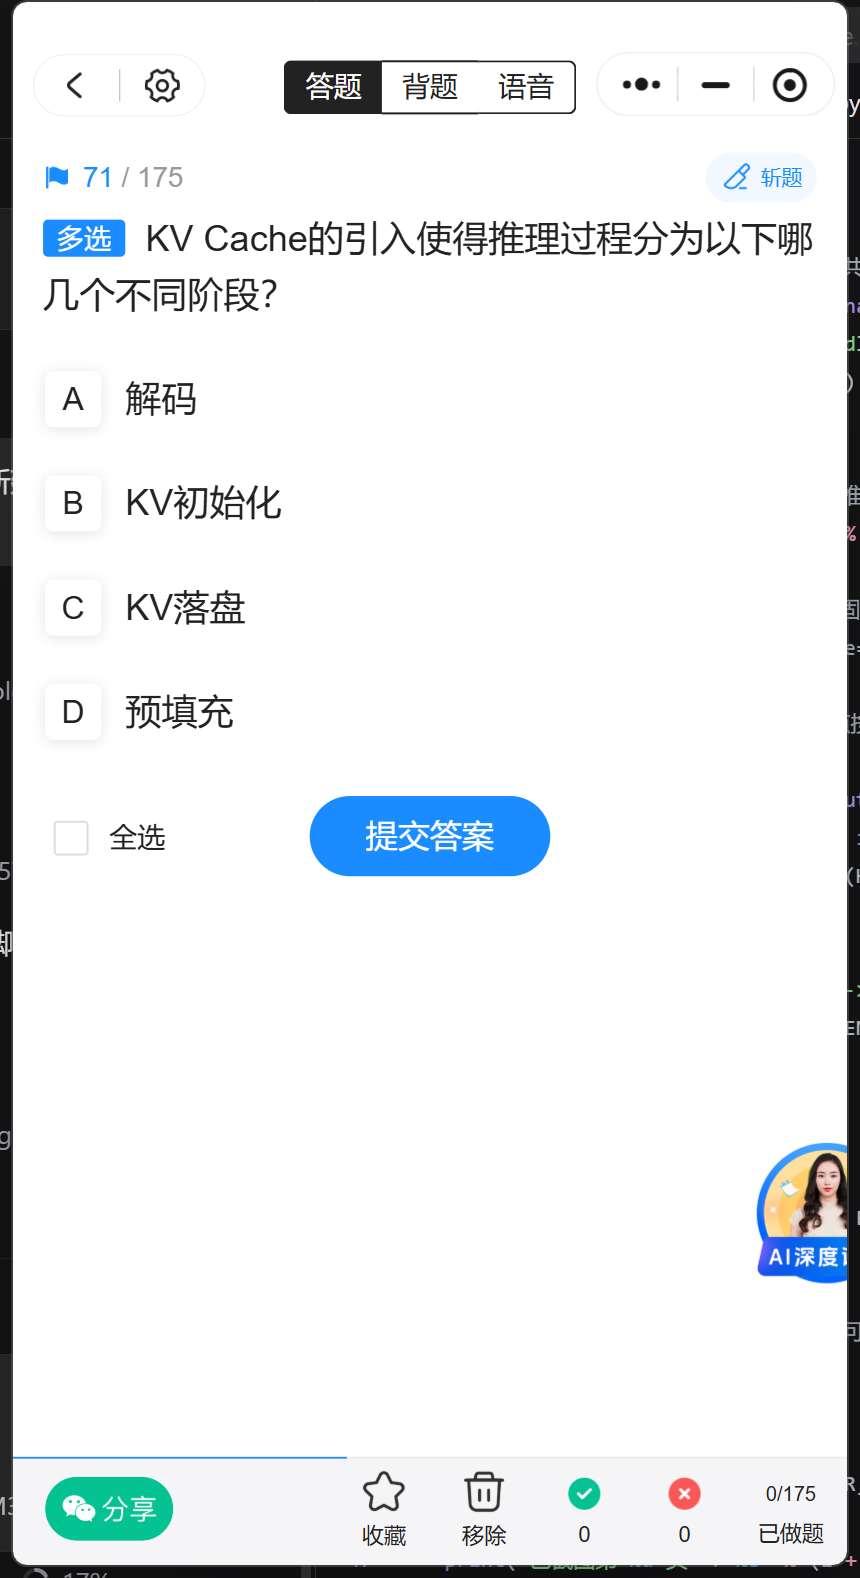 答题 背题 语音
71 / 175 斩题
多选 KV Cache的引入使得推理过程分为以下哪
几个不同阶段?
A 解码
B KV初始化
C KV落盘
D 预填充
全选 提交答案
AI深度
分享
收藏
移除
0
0
0/175
已做题
17%